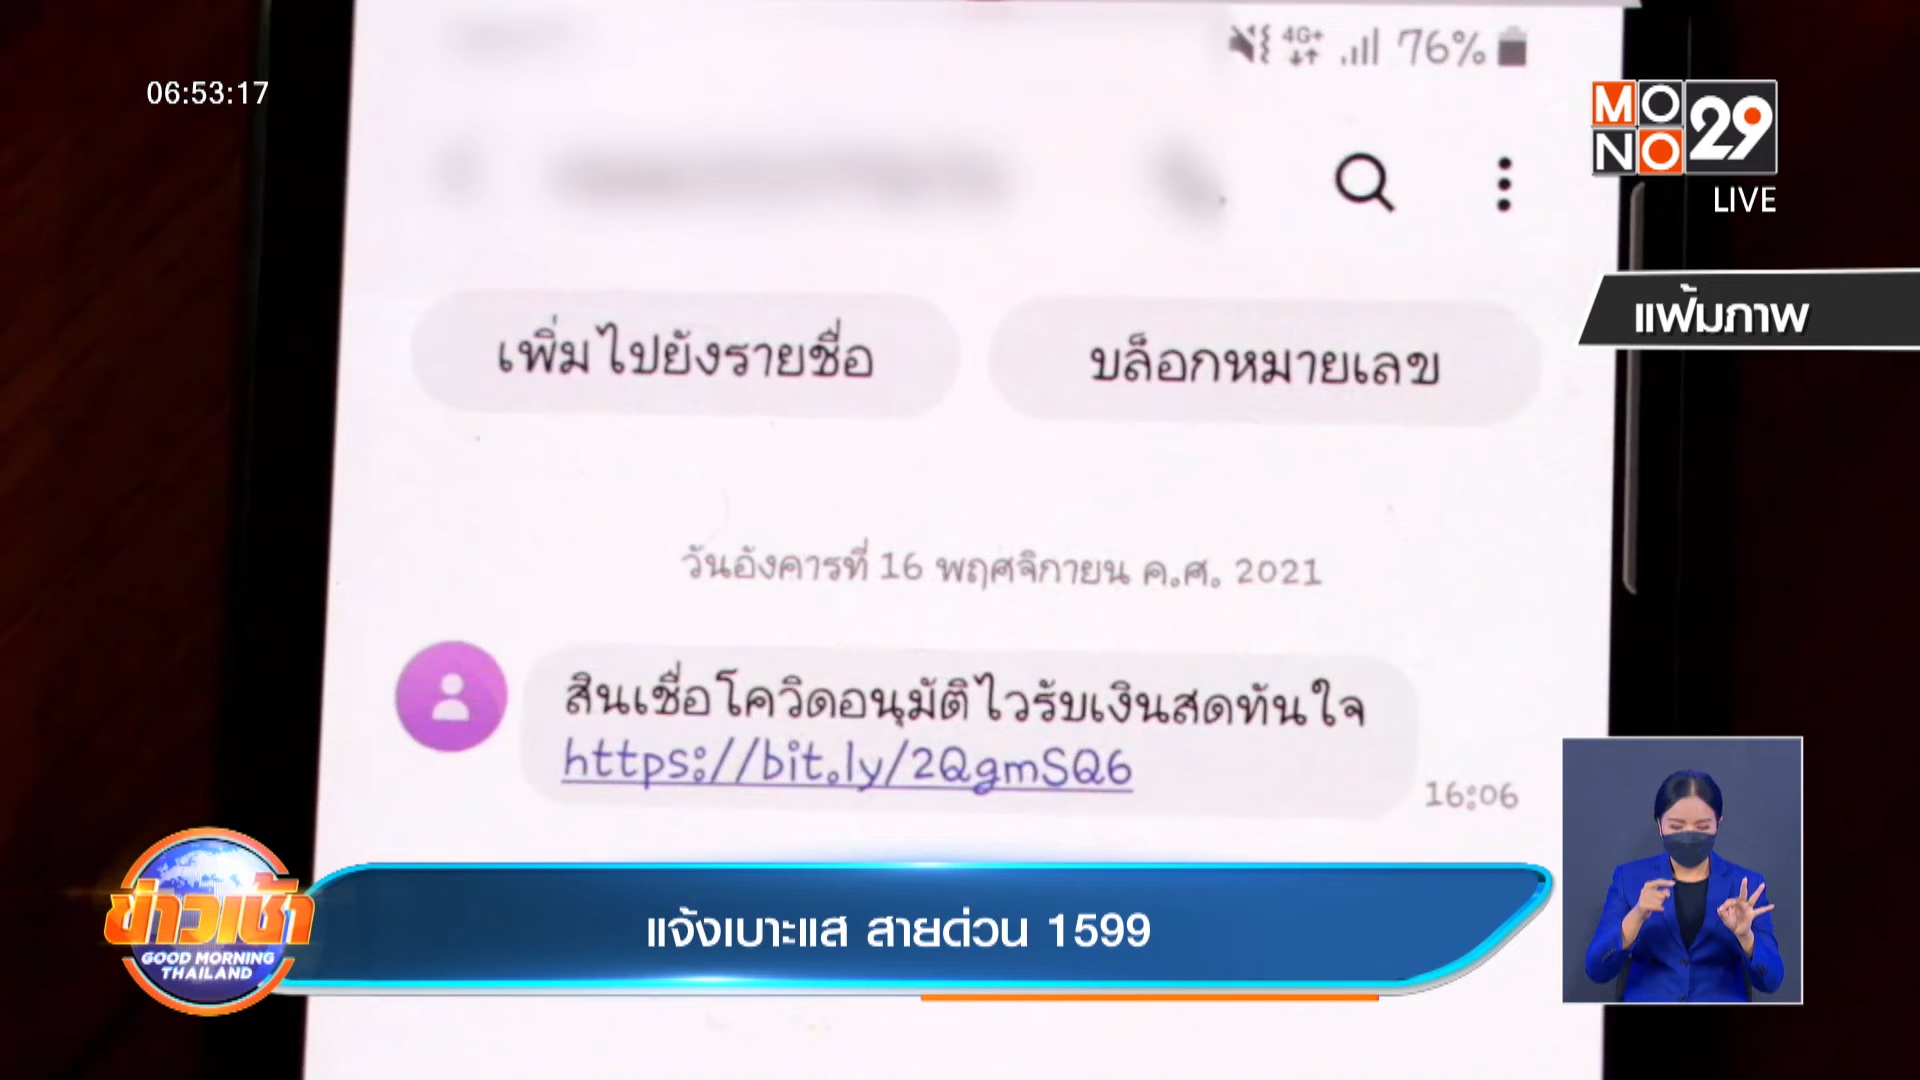 4G+ 76%
06:53:17
MONO 29
LIVE
แฟ้มภาพ
เพิ่มไปยังรายชื่อ
บล็อกหมายเลข
วันอังคารที่ 16 พฤศจิกายน ค.ศ. 2021
สินเชื่อโควิดอนุมัติไวรับเงินสดทันใจ
https://bit.ly/2QgmSQ6
16:06
ข่าวเช้า
GOOD MORNING
THAILAND
แจ้งเบาะแส สายด่วน 1599